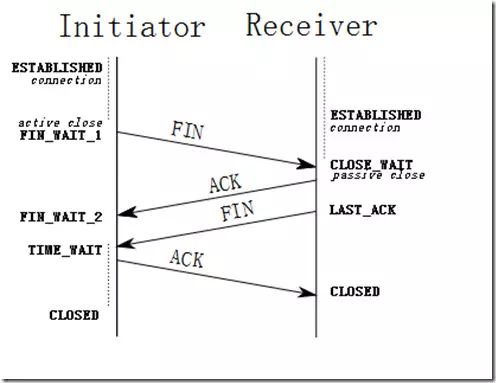 Initiator Receiver
ESTABLISHED
connection
active close
FIN_WAIT_1
FIN
ESTABLISHED
connection
CLOSE_WAIT
passive close
ACK
FIN
LAST_ACK
FIN_WAIT_2
TIME_WAIT
ACK
CLOSED
CLOSED